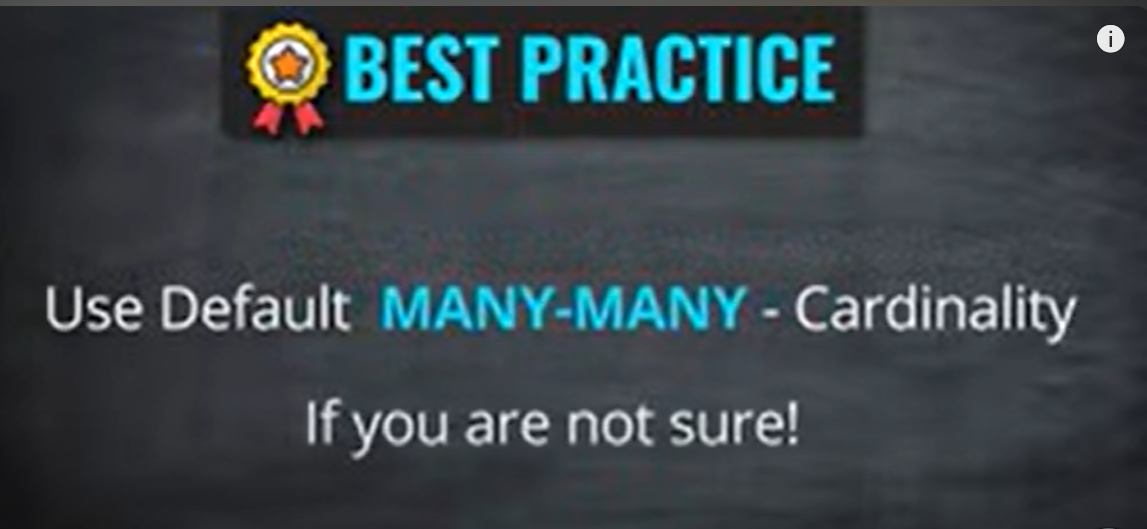 BEST PRACTICE
Use Default MANY-MANY - Cardinality
If you are not sure!